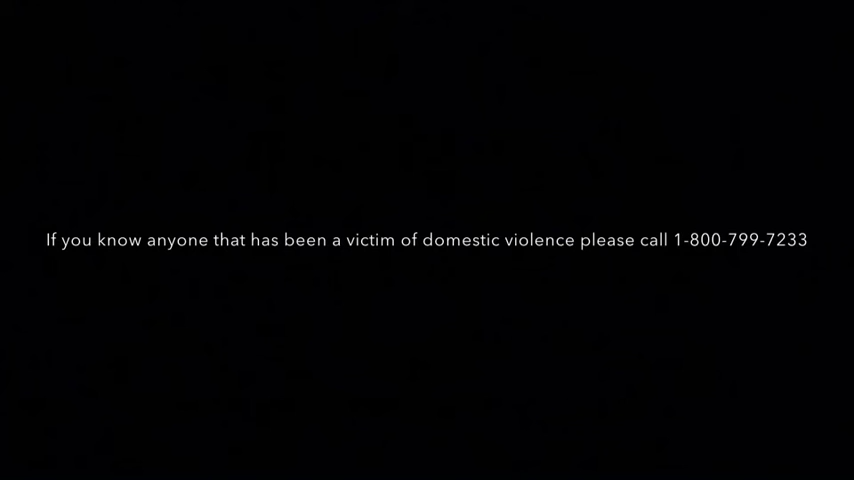 If you know anyone that has been a victim of domestic violence please call 1-800-799-7233